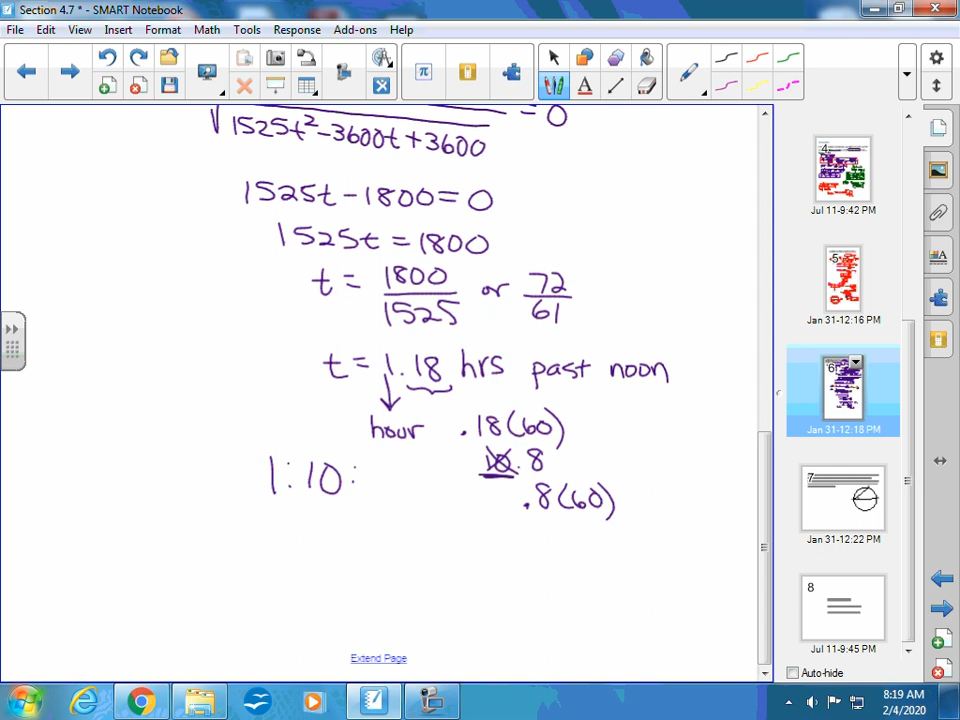 Section 4.7 * - SMART Notebook
File Edit View Insert Format Math Tools Response Add-ons Help
1525t²-3600t+3600 = 0
1525t-1800=0
1525t=1800
t = 1800/1525 or 72/61
t = 1.18 hrs past noon
hour .18(60)
1:10: 10.8
.8(60)
Extend Page
4
Jul 11-9:42 PM
5
Jan 31-12:16 PM
6
Jan 31-12:18 PM
7
Jan 31-12:22 PM
8
Jul 11-9:45 PM
Auto-hide
8:19 AM
2/4/2020